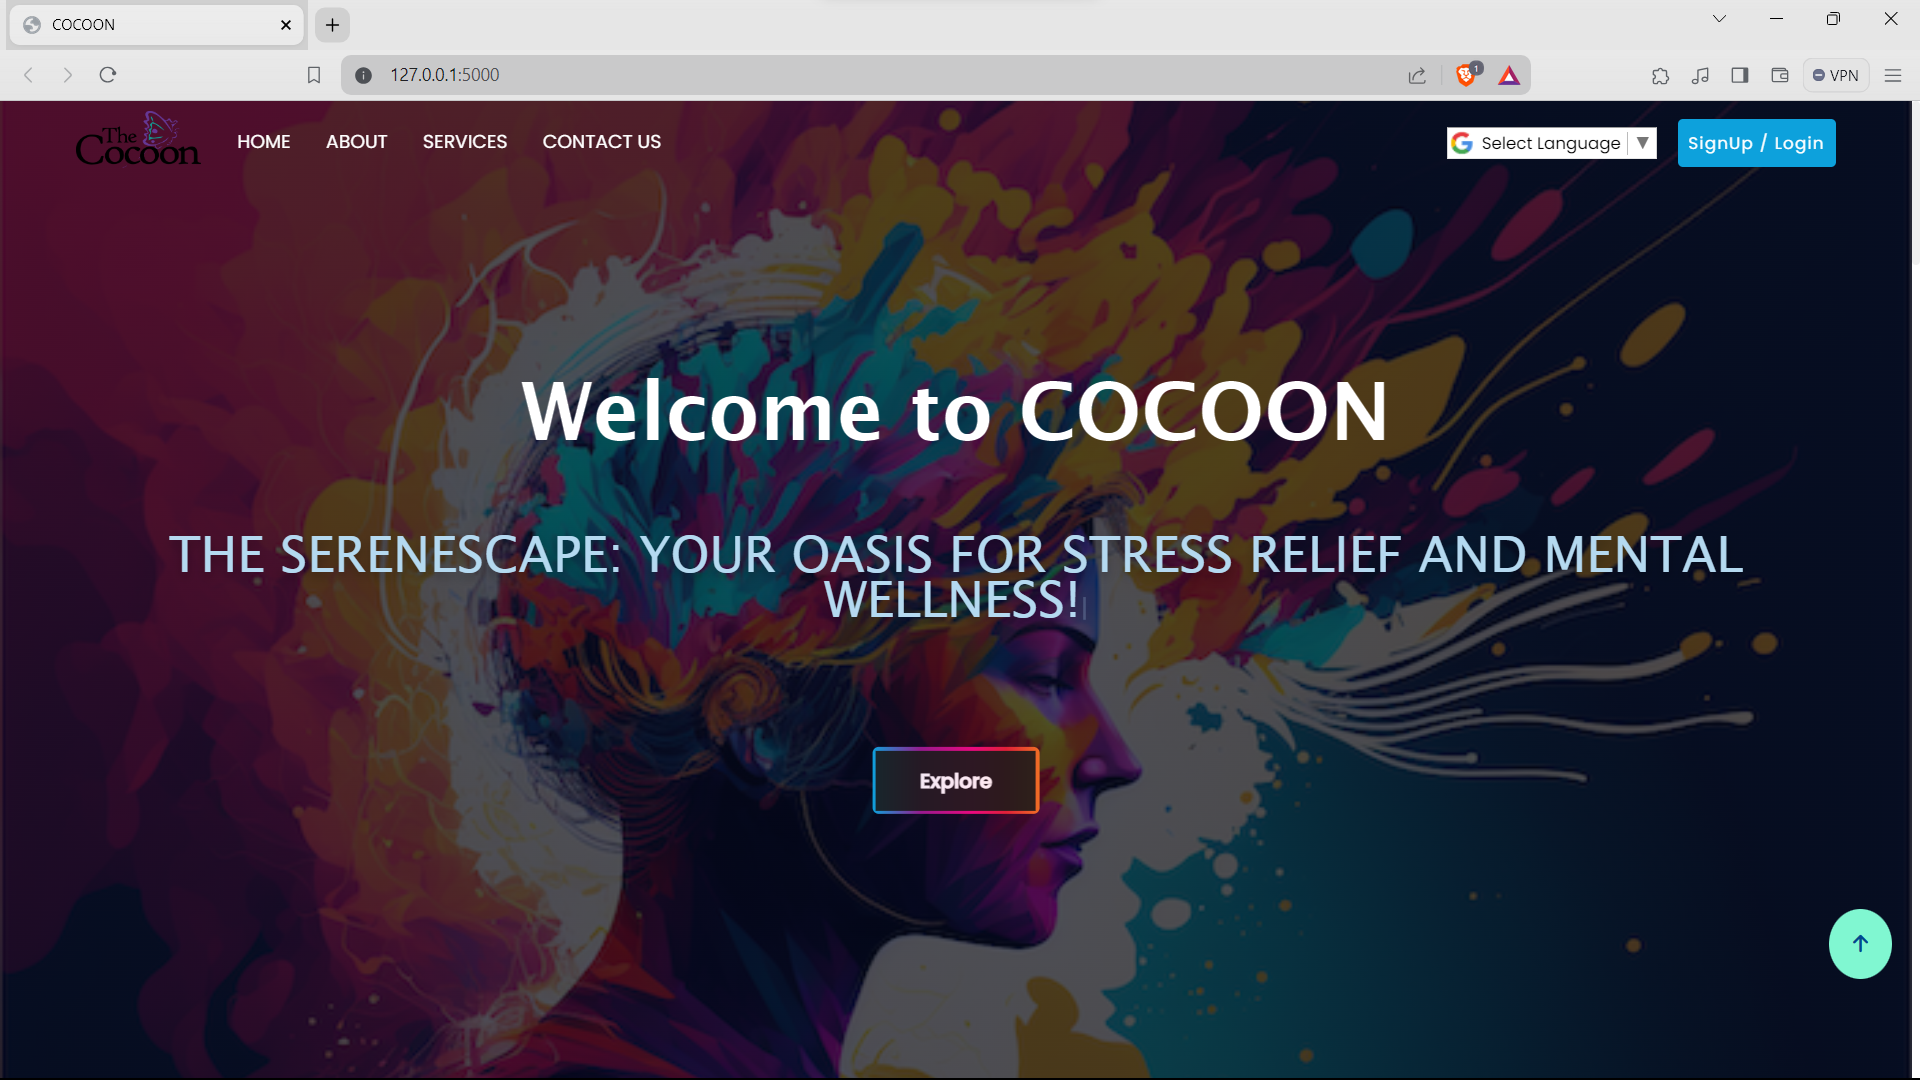 COCOON
127.0.0.1:5000
1
VPN
The
Cocoon
HOME
ABOUT
SERVICES
CONTACT US
Select Language
SignUp / Login
Welcome to COCOON
THE SERENESCAPE: YOUR OASIS FOR STRESS RELIEF AND MENTAL
WELLNESS!
Explore